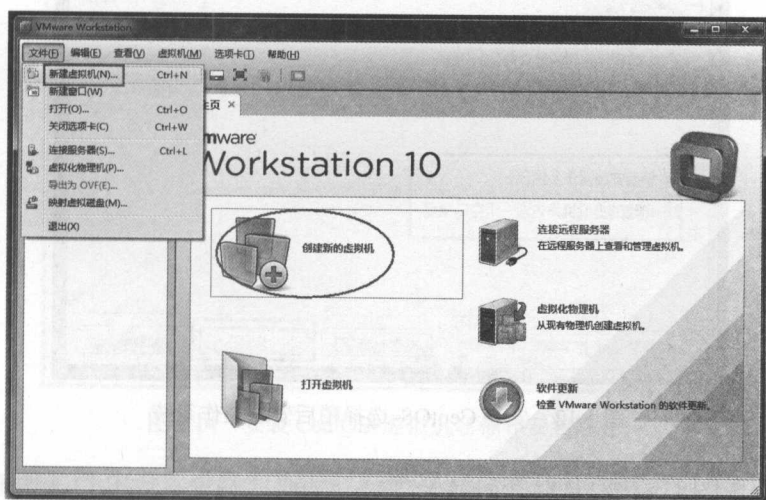 VMware Workstation
文件(F) 编辑(E) 查看(V) 虚拟机(M) 选项卡(T) 帮助(H)
新建虚拟机(N)... Ctrl+N
新建窗口(W)
打开(O)... Ctrl+O
关闭选项卡(C) Ctrl+W
连接服务器(S)... Ctrl+L
虚拟化物理机(P)...
导出为 OVF(E)...
映射虚拟磁盘(M)...
退出(X)
页 ×
mware
Workstation 10
创建新的虚拟机
连接远程服务器
在远程服务器上查看和管理虚拟机。
虚拟化物理机
从现有物理机创建虚拟机。
打开虚拟机
软件更新
检查 VMware Workstation 的软件更新。
CentOS